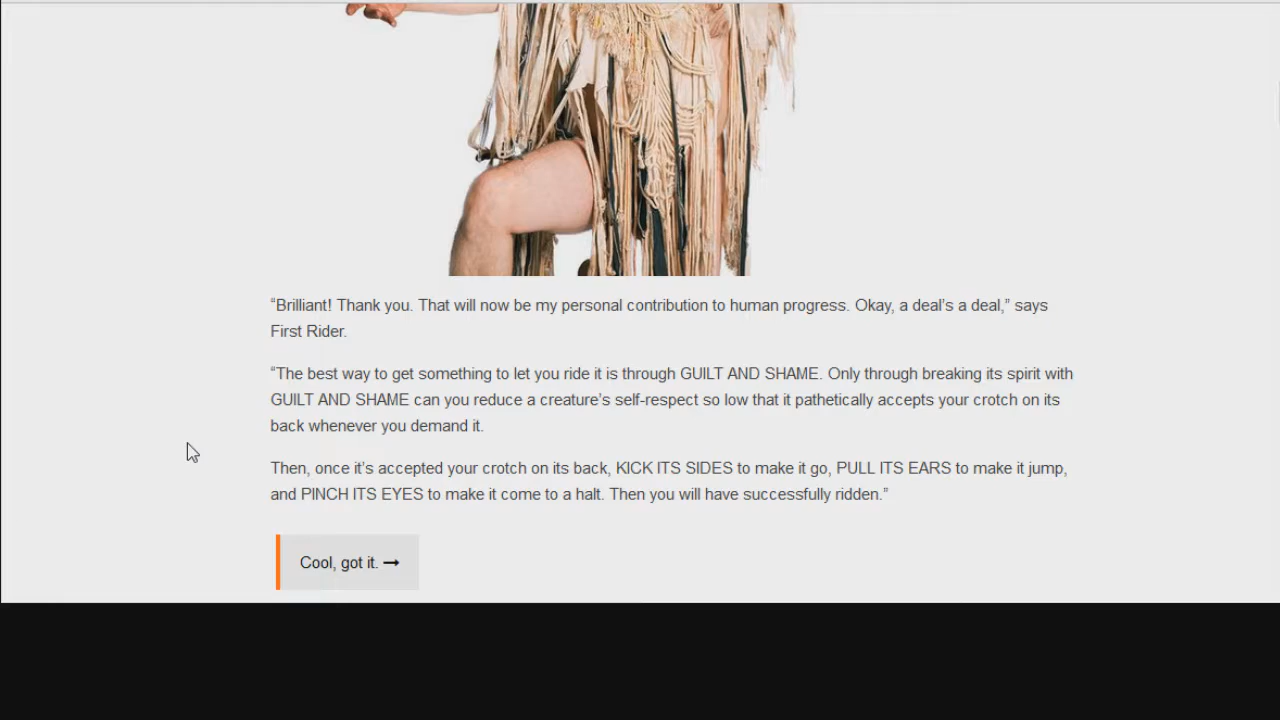 “Brilliant! Thank you. That will now be my personal contribution to human progress. Okay, a deal’s a deal,” says
First Rider.
“The best way to get something to let you ride it is through GUILT AND SHAME. Only through breaking its spirit with
GUILT AND SHAME can you reduce a creature’s self-respect so low that it pathetically accepts your crotch on its
back whenever you demand it.
Then, once it’s accepted your crotch on its back, KICK ITS SIDES to make it go, PULL ITS EARS to make it jump,
and PINCH ITS EYES to make it come to a halt. Then you will have successfully ridden.”
Cool, got it. →